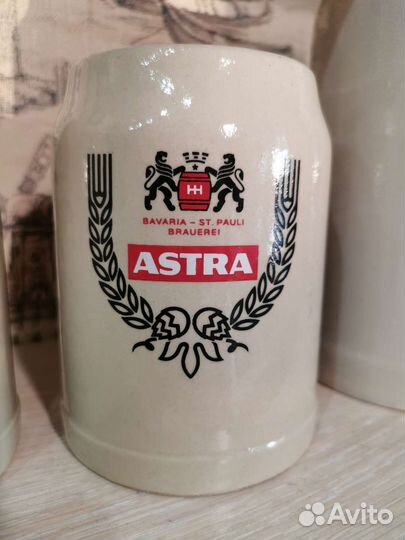 HH
BAVARIA – ST. PAULI
BRAUEREI
ASTRA
Avito